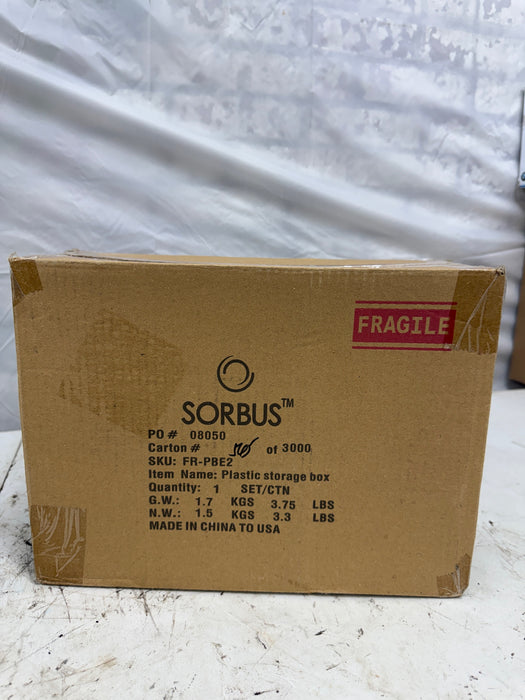 FRAGILE
SORBUS™
PO # 08050
Carton # of 3000
SKU: FR-PBE2
Item Name: Plastic storage box
Quantity: 1 SET/CTN
G.W.: 1.7 KGS 3.75 LBS
N.W.: 1.5 KGS 3.3 LBS
MADE IN CHINA TO USA